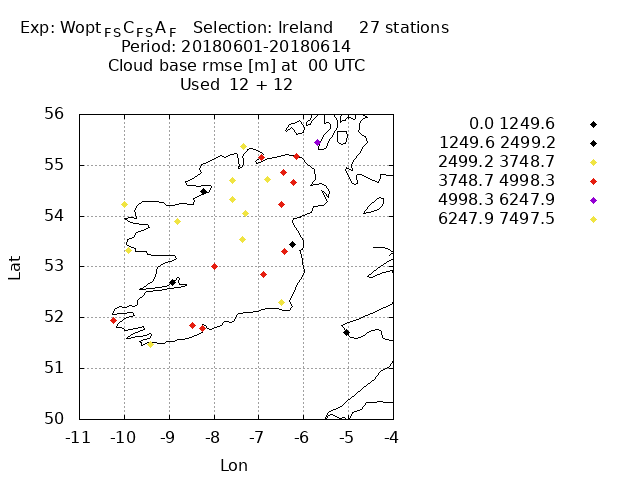 Exp: Wopt FS C FS A F   Selection: Ireland   27 stations
Period: 20180601-20180614
Cloud base rmse [m] at 00 UTC
Used 12 + 12
0.0 1249.6
1249.6 2499.2
2499.2 3748.7
3748.7 4998.3
4998.3 6247.9
6247.9 7497.5
56
55
54
53
52
51
50
Lat
-11 -10 -9 -8 -7 -6 -5 -4
Lon